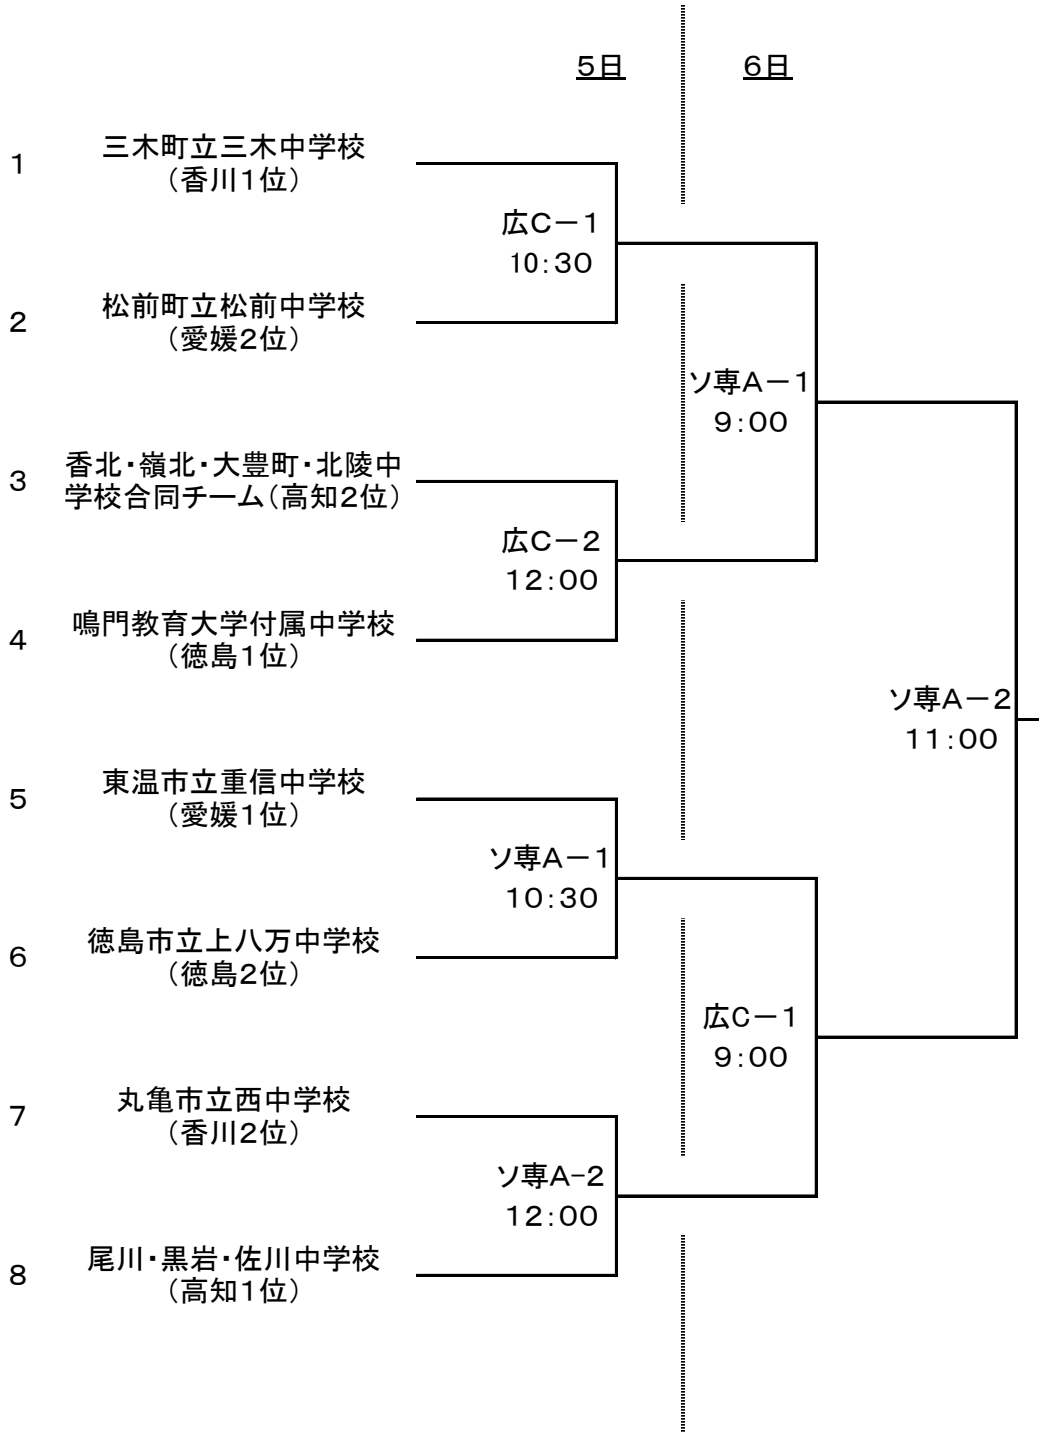 ５日
６日
1
三木町立三木中学校
（香川１位）
広Ｃ－１
10：30
2
松前町立松前中学校
（愛媛２位）
ソ専Ａ－１
９：００
3
香北・嶺北・大豊町・北陵中
学校合同チーム（高知２位）
広Ｃ－２
１２：００
4
鳴門教育大学付属中学校
（徳島１位）
ソ専Ａ－２
１１：００
5
東温市立重信中学校
（愛媛１位）
ソ専Ａ－１
１０：３０
6
徳島市立上八万中学校
（徳島２位）
広C－１
９：００
7
丸亀市立西中学校
（香川２位）
ソ専Ａ-２
１２：００
8
尾川・黒岩・佐川中学校
（高知１位）